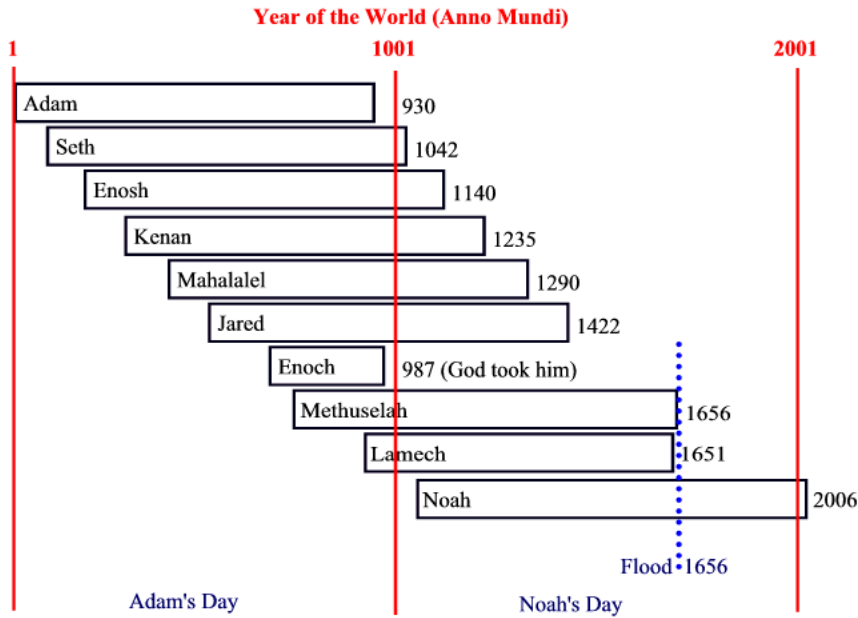 Year of the World (Anno Mundi)
1 1001 2001
Adam 930
Seth 1042
Enosh 1140
Kenan 1235
Mahalalel 1290
Jared 1422
Enoch 987 (God took him)
Methuselah 1656
Lamech 1651
Noah 2006
Flood 1656
Adam's Day Noah's Day